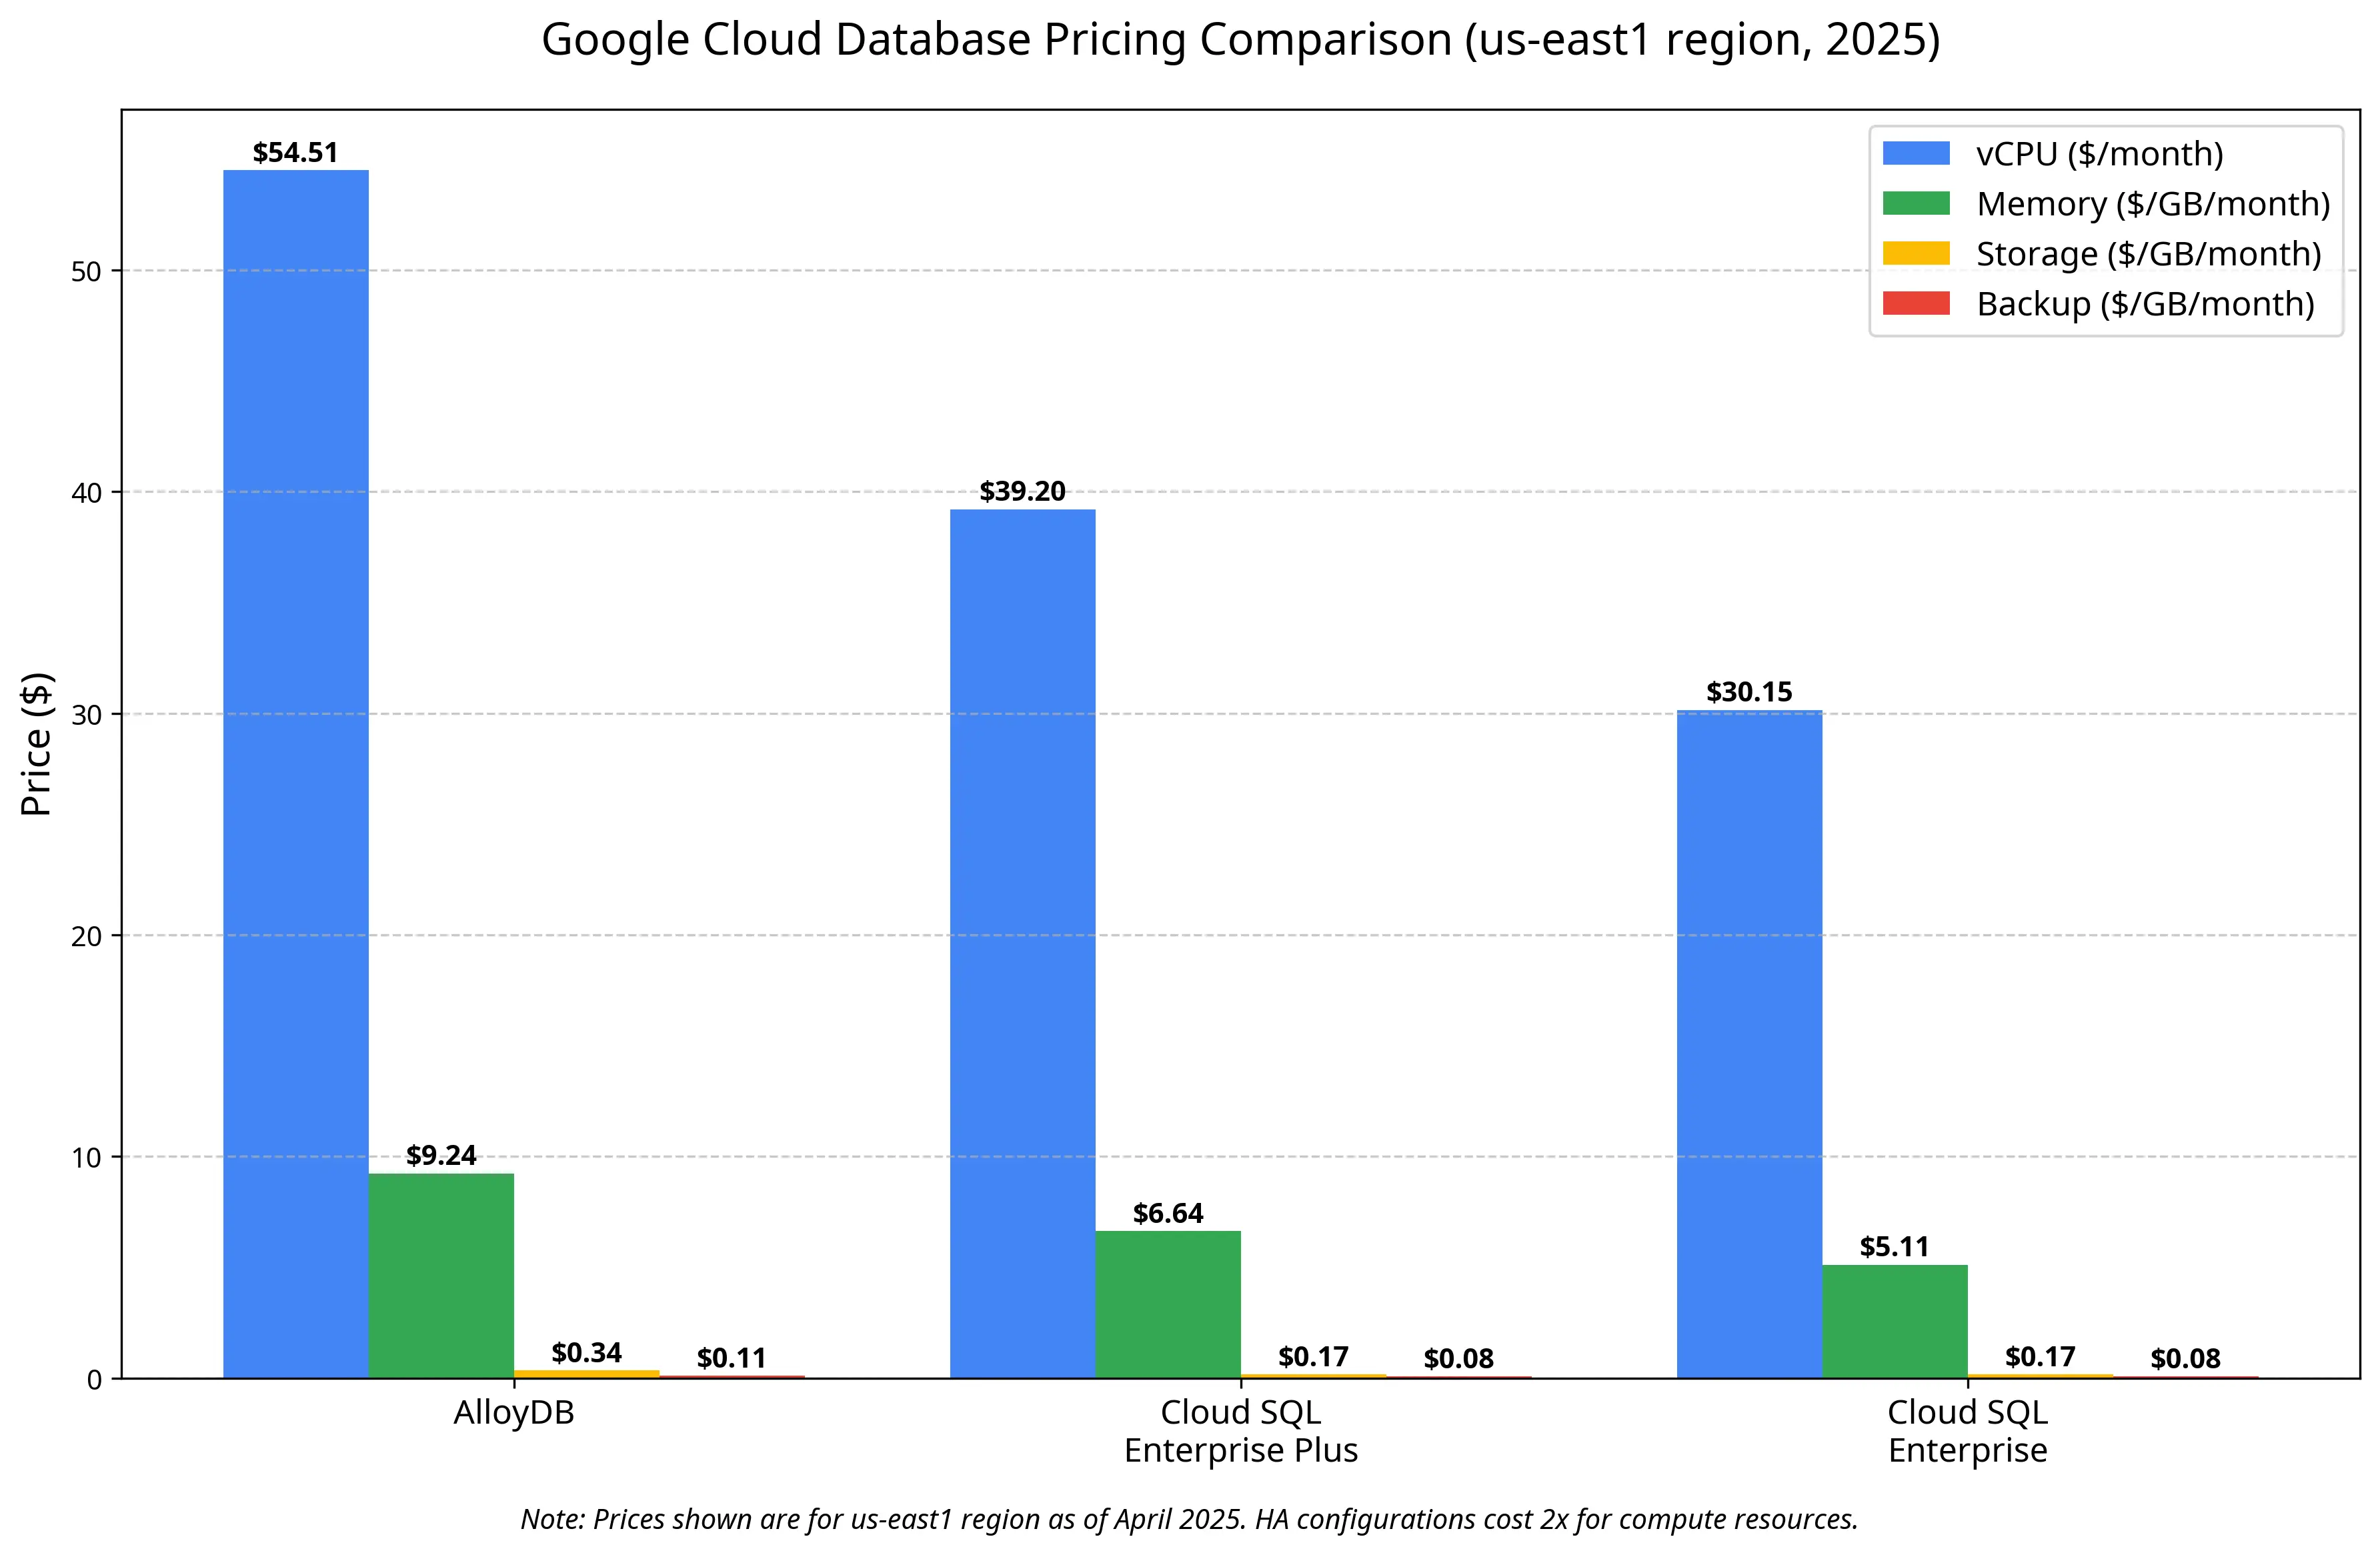 Google Cloud Database Pricing Comparison (us-east1 region, 2025)
vCPU ($/month)
Memory ($/GB/month)
Storage ($/GB/month)
Backup ($/GB/month)
Price ($)
50
40
30
20
10
0
$54.51
$9.24
$0.34
$0.11
$39.20
$6.64
$0.17
$0.08
$30.15
$5.11
$0.17
$0.08
AlloyDB
Cloud SQL
Enterprise Plus
Cloud SQL
Enterprise
Note: Prices shown are for us-east1 region as of April 2025. HA configurations cost 2x for compute resources.